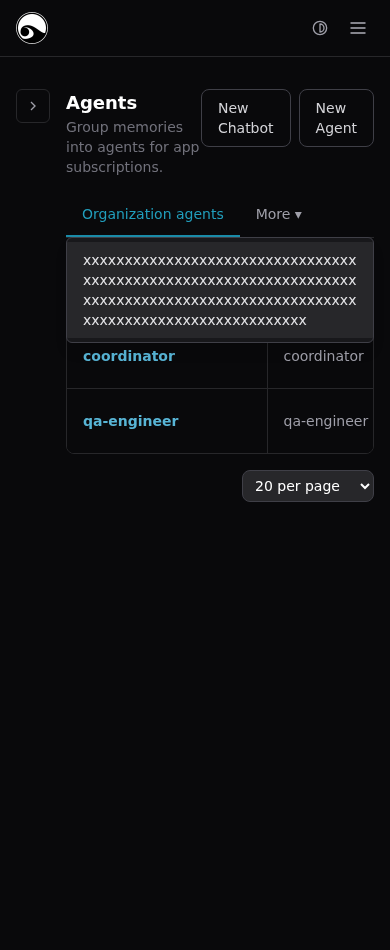 Agents
Group memories
into agents for app
subscriptions.
New
Chatbot
New
Agent
Organization agents
More ▾
xxxxxxxxxxxxxxxxxxxxxxxxxxxxxxxxx
xxxxxxxxxxxxxxxxxxxxxxxxxxxxxxxxx
xxxxxxxxxxxxxxxxxxxxxxxxxxxxxxxxx
xxxxxxxxxxxxxxxxxxxxxxxxxxx
coordinator coordinator
qa-engineer qa-engineer
20 per page